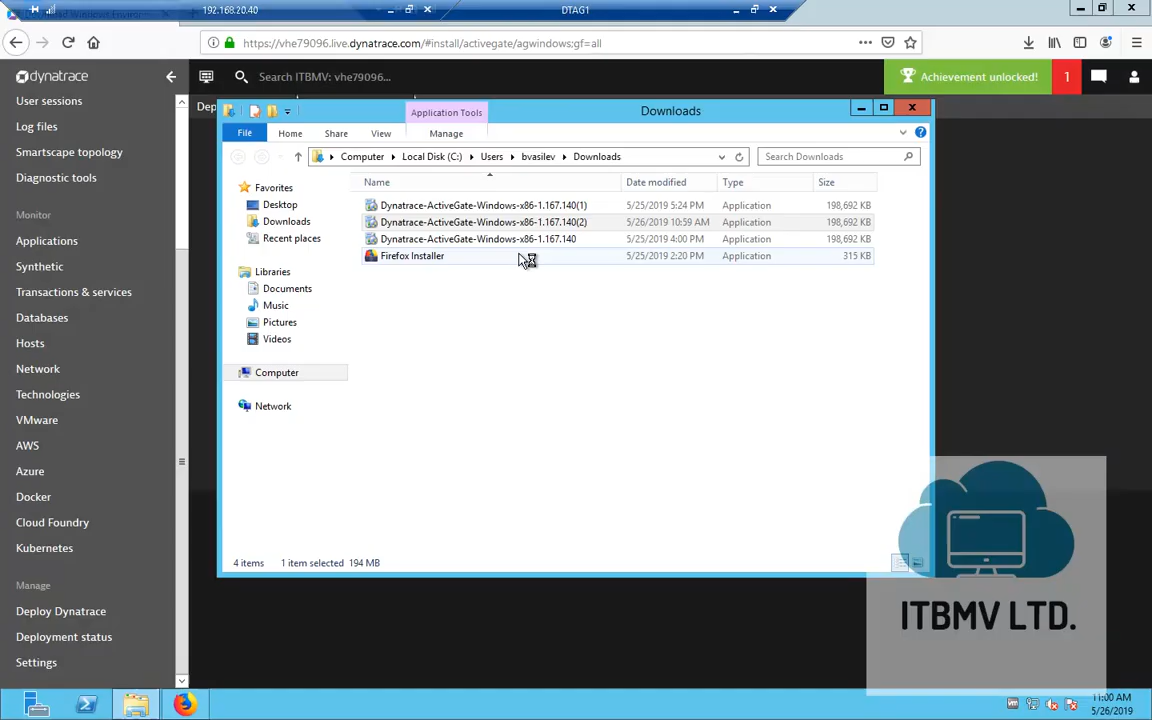 192.168.20.40
DTAG1
https://vhe79096.live.dynatrace.com/#install/activegate/agwindows;gf=all
dynatrace
Search ITBMV: vhe79096...
Achievement unlocked!
1
User sessions
Log files
Smartscape topology
Diagnostic tools
Monitor
Applications
Synthetic
Transactions & services
Databases
Hosts
Network
Technologies
VMware
AWS
Azure
Docker
Cloud Foundry
Kubernetes
Manage
Deploy Dynatrace
Deployment status
Settings
Dep
Application Tools
Downloads
File
Home
Share
View
Manage
Computer
Local Disk (C:)
Users
bvasilev
Downloads
Search Downloads
Favorites
Desktop
Downloads
Recent places
Libraries
Documents
Music
Pictures
Videos
Computer
Network
Name
Date modified
Type
Size
Dynatrace-ActiveGate-Windows-x86-1.167.140(1)
5/25/2019 5:24 PM
Application
198,692 KB
Dynatrace-ActiveGate-Windows-x86-1.167.140(2)
5/26/2019 10:59 AM
Application
198,692 KB
Dynatrace-ActiveGate-Windows-x86-1.167.140
5/25/2019 4:00 PM
Application
198,692 KB
Firefox Installer
5/25/2019 2:20 PM
Application
315 KB
4 items
1 item selected 194 MB
ITBMV LTD.
11:00 AM
5/26/2019